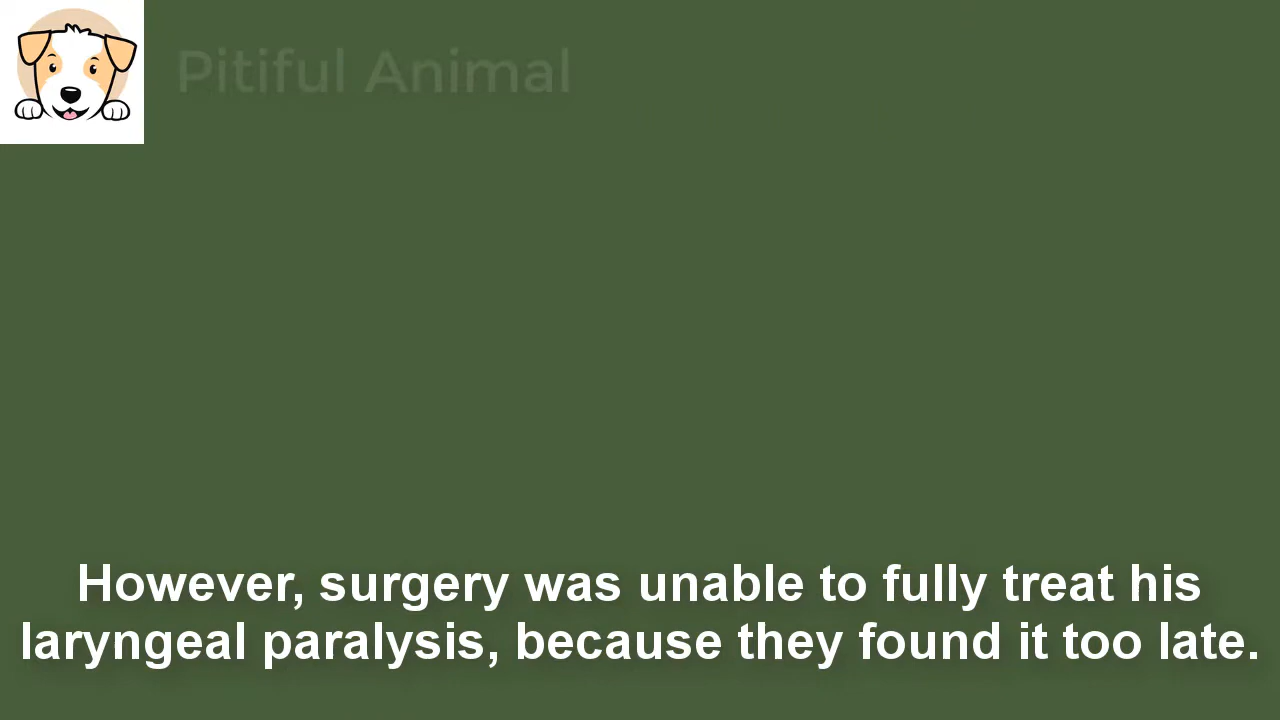 Pitiful Animal
However, surgery was unable to fully treat his
laryngeal paralysis, because they found it too late.